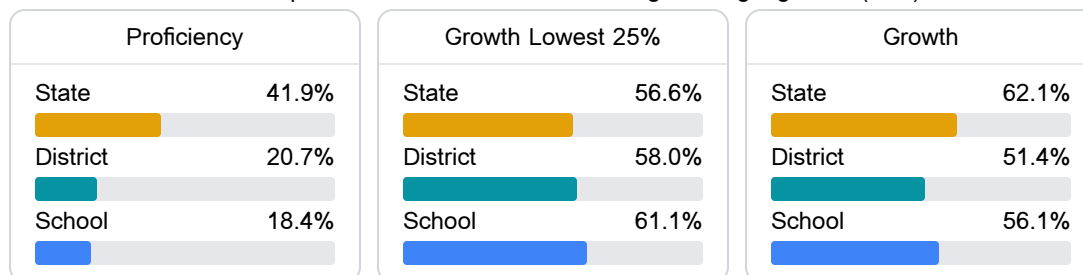 Proficiency
State 41.9%
District 20.7%
School 18.4%
Growth Lowest 25%
State 56.6%
District 58.0%
School 61.1%
Growth
State 62.1%
District 51.4%
School 56.1%